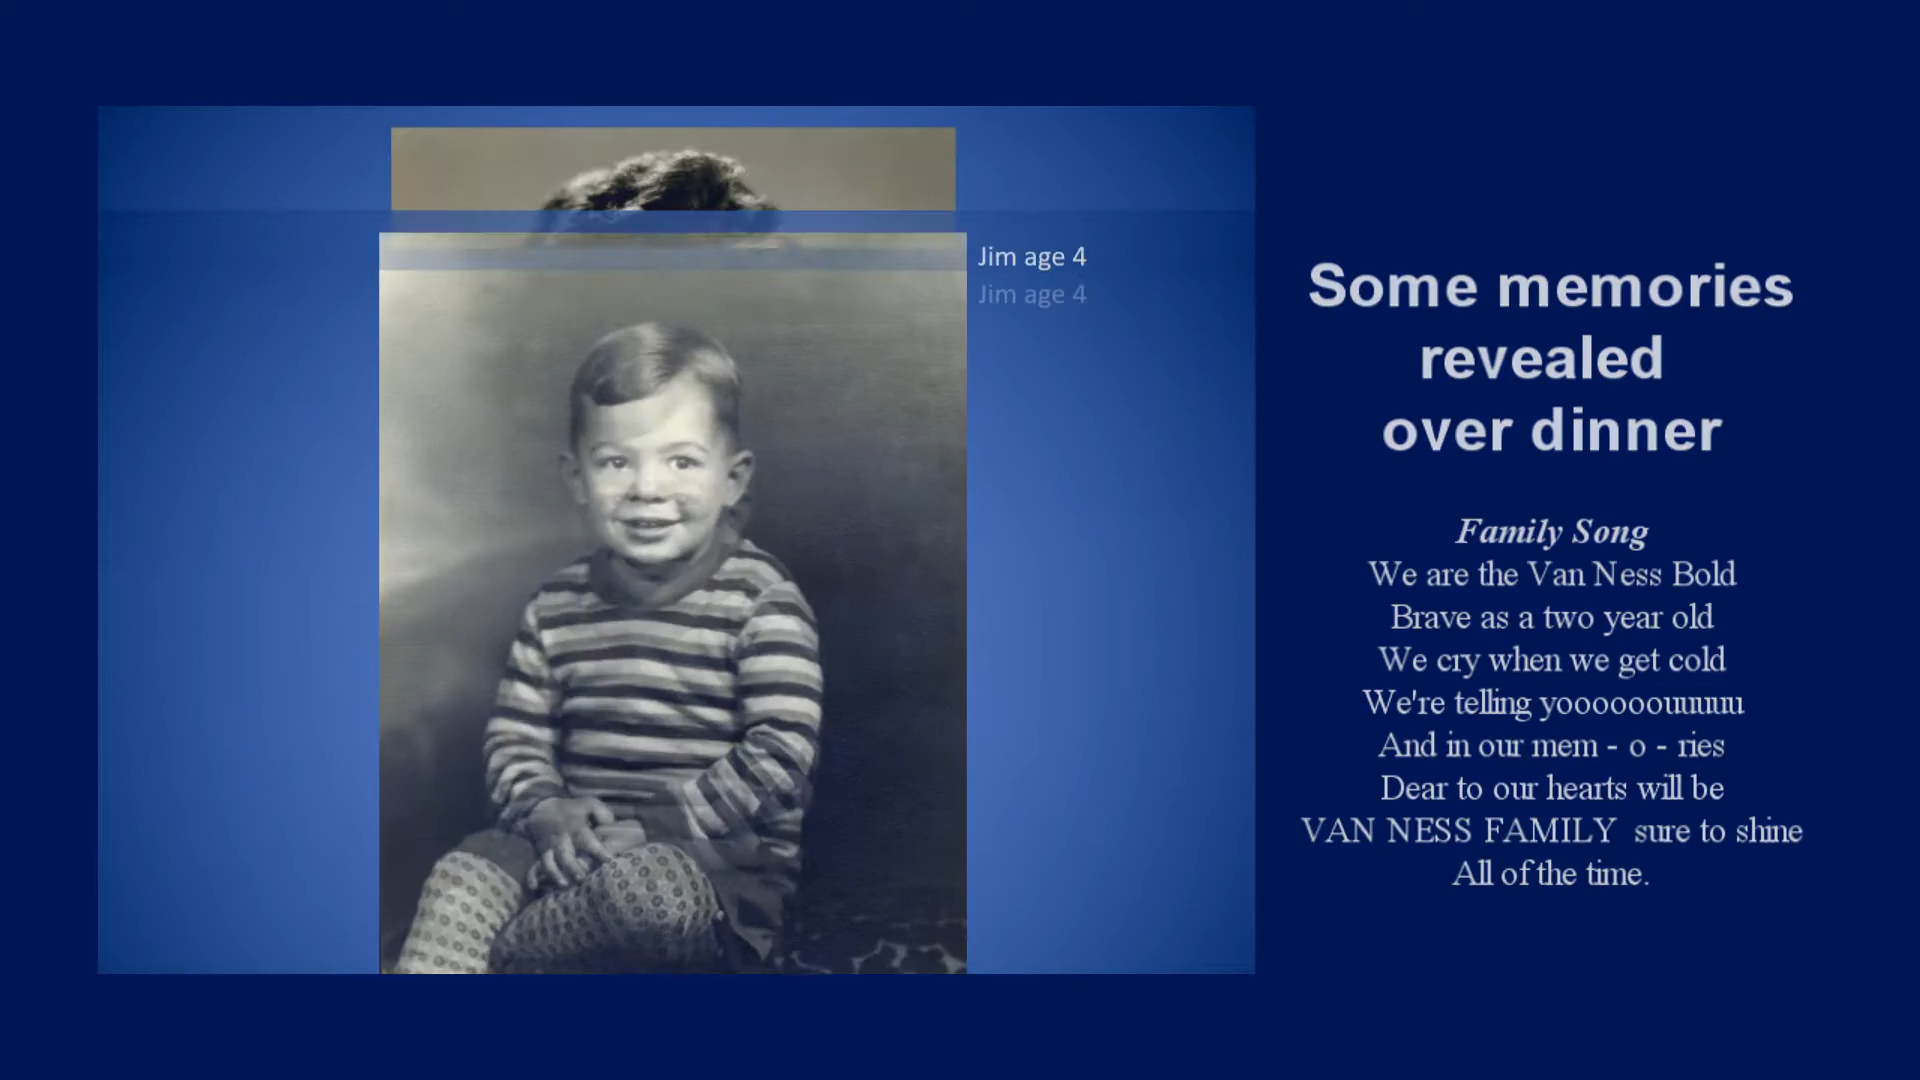 Jim age 4
Jim age 4
Some memories
revealed
over dinner
Family Song
We are the Van Ness Bold
Brave as a two year old
We cry when we get cold
We're telling yoooooouuuuu
And in our mem - o - ries
Dear to our hearts will be
VAN NESS FAMILY sure to shine
All of the time.